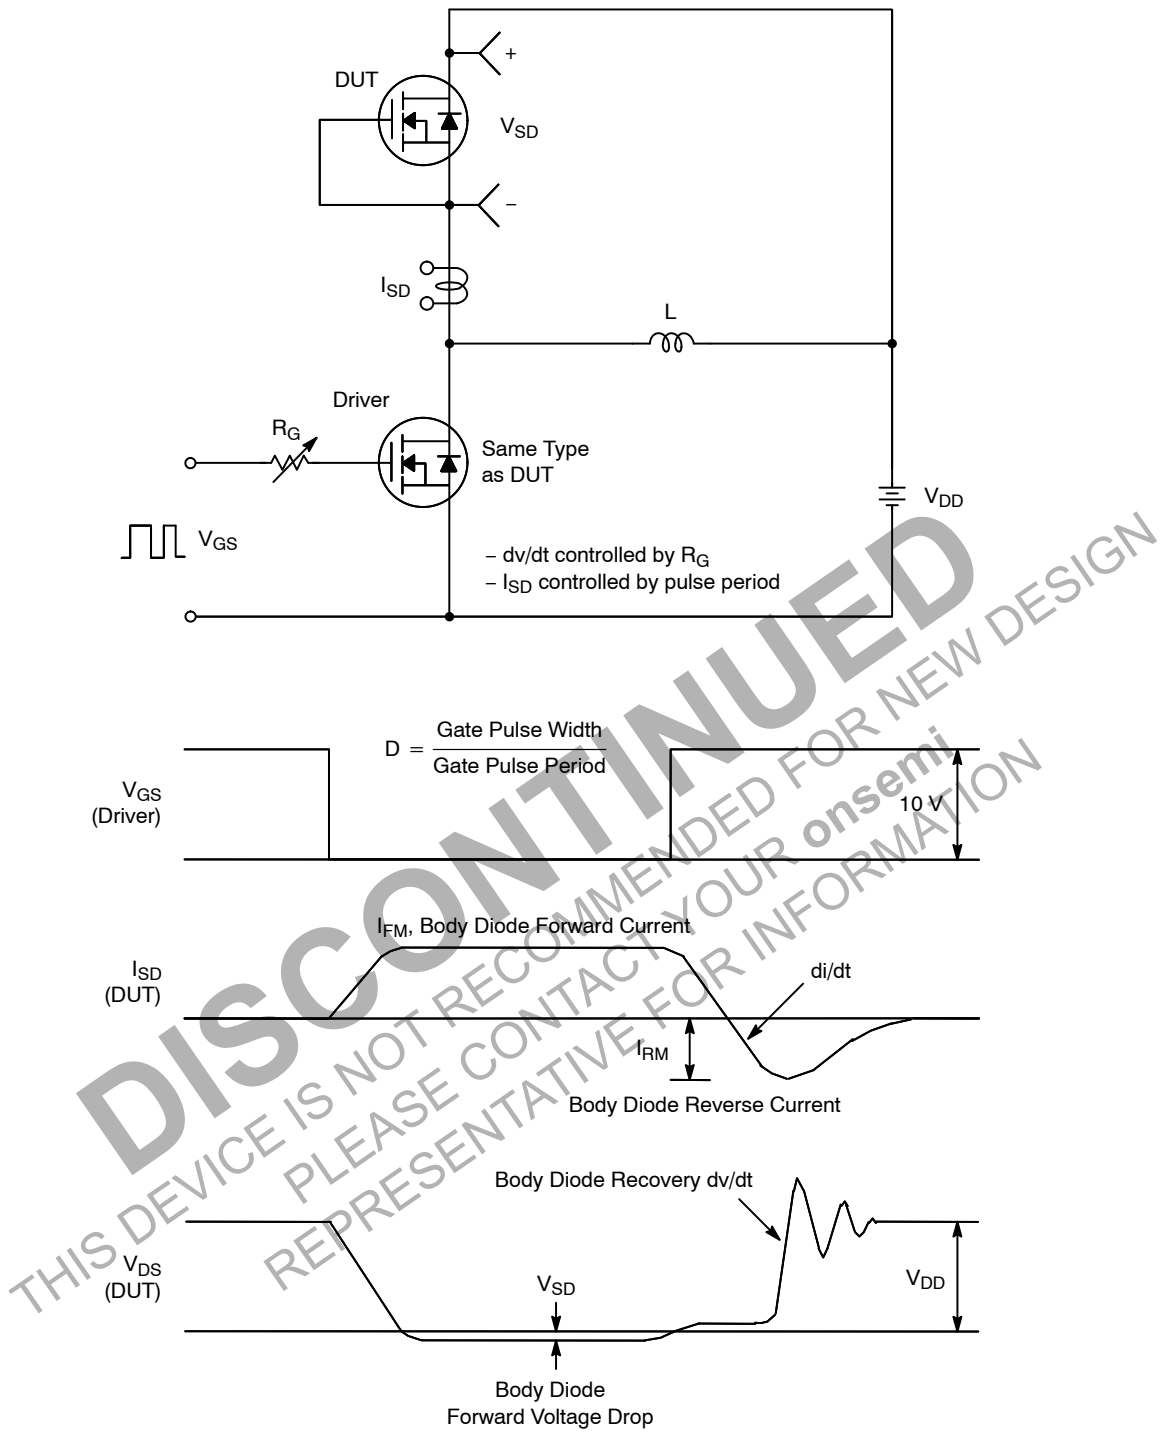 DUT
+
VSD
−
ISD
L
Driver
RG
Same Type
as DUT
VDD
VGS
− dv/dt controlled by RG
− ISD controlled by pulse period
D = Gate Pulse Width
Gate Pulse Period
VGS
(Driver)
10 V
IFM, Body Diode Forward Current
ISD
(DUT)
di/dt
IRM
Body Diode Reverse Current
Body Diode Recovery dv/dt
VDS
(DUT)
VSD
VDD
Body Diode
Forward Voltage Drop
DISCONTINUED
THIS DEVICE IS NOT RECOMMENDED FOR NEW DESIGN
PLEASE CONTACT YOUR onsemi
REPRESENTATIVE FOR INFORMATION